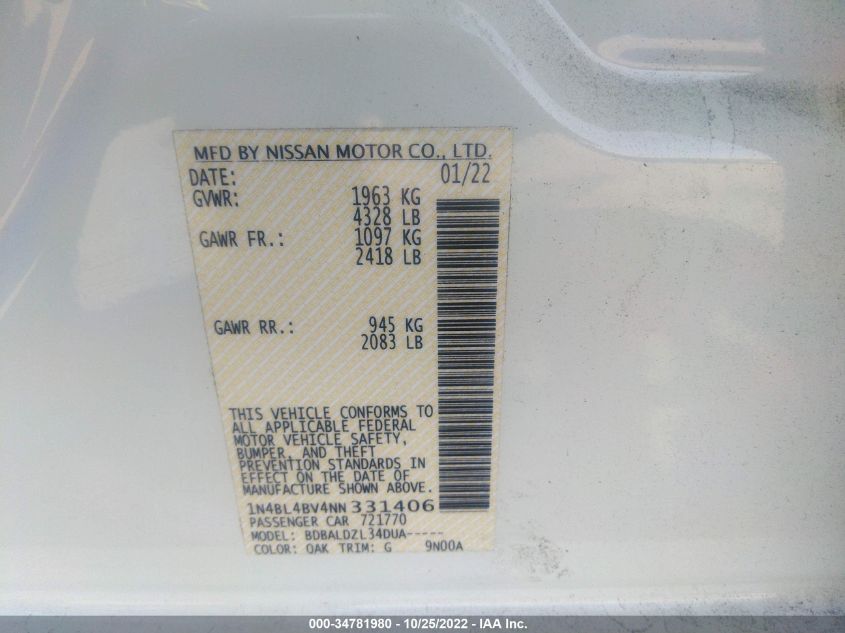 MFD BY NISSAN MOTOR CO., LTD.
DATE: 01/22
GVWR: 1963 KG
4328 LB
GAWR FR.: 1097 KG
2418 LB
GAWR RR.: 945 KG
2083 LB
THIS VEHICLE CONFORMS TO
ALL APPLICABLE FEDERAL
MOTOR VEHICLE SAFETY,
BUMPER, AND THEFT
PREVENTION STANDARDS IN
EFFECT ON THE DATE OF
MANUFACTURE SHOWN ABOVE.
1N4BL4BV4NN 331406
PASSENGER CAR 721770
MODEL: BDBALDZL34DUA-----
COLOR: QAK TRIM: G 9N00A
000-34781980 - 10/25/2022 - IAA Inc.